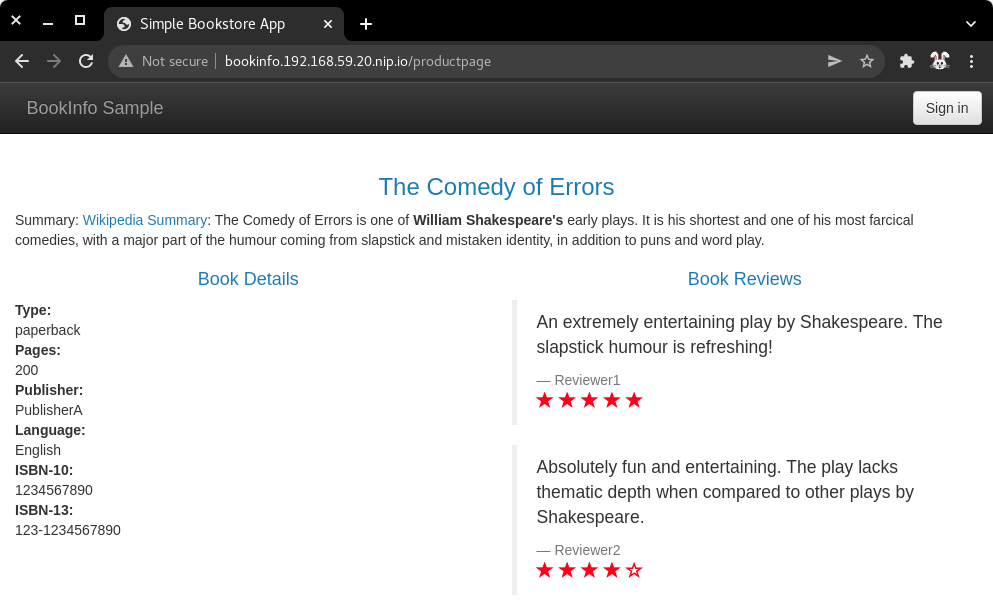 Simple Bookstore App
Not secure
bookinfo.192.168.59.20.nip.io/productpage
BookInfo Sample
Sign in
The Comedy of Errors
Summary: Wikipedia Summary: The Comedy of Errors is one of William Shakespeare's early plays. It is his shortest and one of his most farcical
comedies, with a major part of the humour coming from slapstick and mistaken identity, in addition to puns and word play.
Book Details
Type:
paperback
Pages:
200
Publisher:
PublisherA
Language:
English
ISBN-10:
1234567890
ISBN-13:
123-1234567890
Book Reviews
An extremely entertaining play by Shakespeare. The
slapstick humour is refreshing!
— Reviewer1
Absolutely fun and entertaining. The play lacks
thematic depth when compared to other plays by
Shakespeare.
— Reviewer2